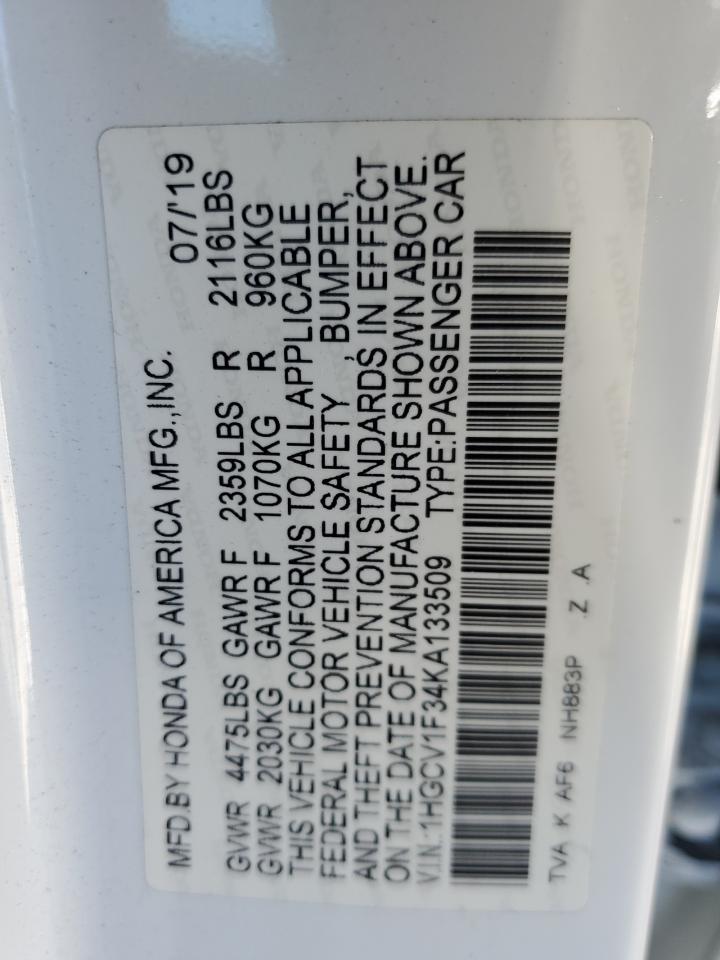 MFD.BY HONDA OF AMERICA MFG.,INC. 07/'19
GVWR 4475LBS GAWR F 2359LBS R 2116LBS
GVWR 2030KG GAWR F 1070KG R 960KG
THIS VEHICLE CONFORMS TO ALL APPLICABLE
FEDERAL MOTOR VEHICLE SAFETY , BUMPER,
AND THEFT PREVENTION STANDARDS IN EFFECT
ON THE DATE OF MANUFACTURE SHOWN ABOVE.
V.I.N.:1HGCV1F34KA133509 TYPE:PASSENGER CAR
TVA K AF6 NH883P .Z .A